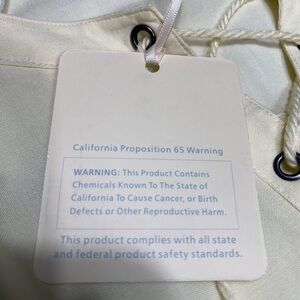 California Proposition 65 Warning
WARNING: This Product Contains
Chemicals Known To The State of
California To Cause Cancer, or Birth
Defects or Other Reproductive Harm.
This product complies with all state
and federal product safety standards.